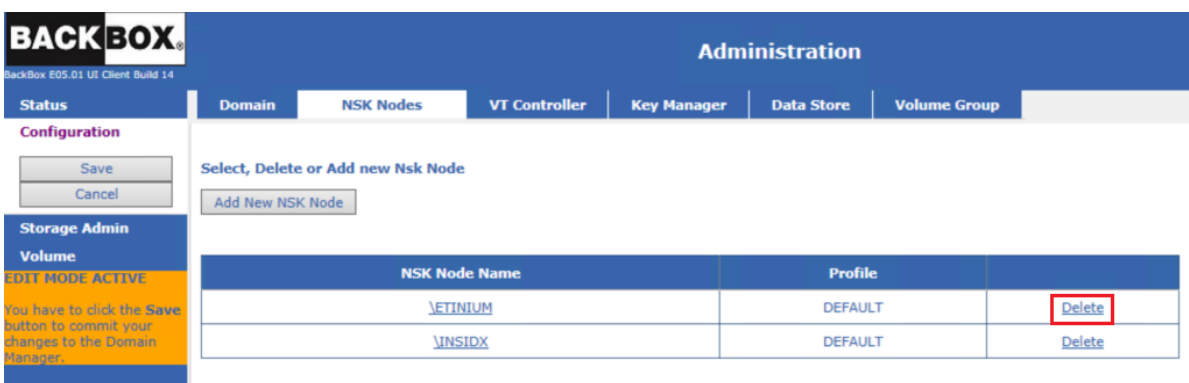 BACKBOX®
BackBox E05.01 UI Client Build 14
Administration
Status
Domain
NSK Nodes
VT Controller
Key Manager
Data Store
Volume Group
Configuration
Save
Cancel
Select, Delete or Add new Nsk Node
Add New NSK Node
Storage Admin
Volume
EDIT MODE ACTIVE
You have to click the Save
button to commit your
changes to the Domain
Manager.
NSK Node Name Profile
\ETINIUM DEFAULT Delete
\INSIDX DEFAULT Delete